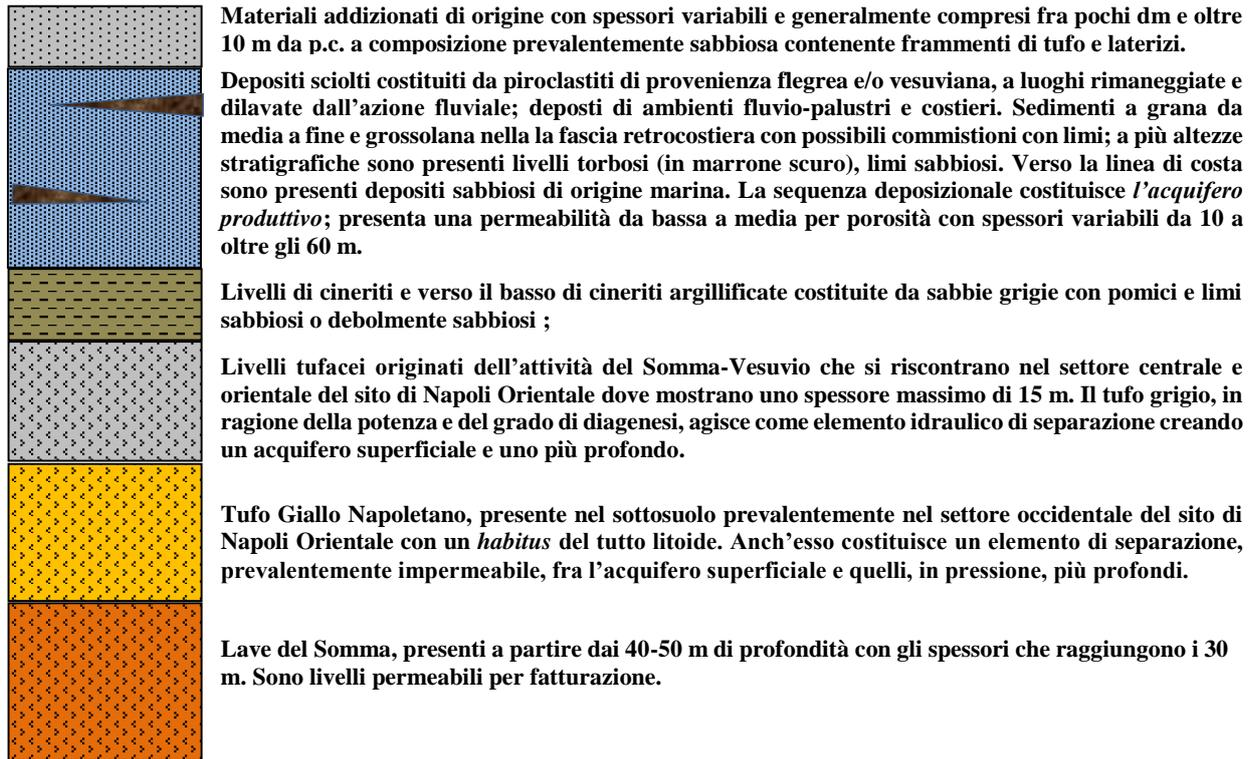 Materiali addizionati di origine con spessori variabili e generalmente compresi fra pochi dm e oltre
10 m da p.c. a composizione prevalentemente sabbiosa contenente frammenti di tufo e laterizi.
Depositi sciolti costituiti da piroclastiti di provenienza flegrea e/o vesuviana, a luoghi rimaneggiate e
dilavate dall'azione fluviale; deposti di ambienti fluvio-palustri e costieri. Sedimenti a grana da
media a fine e grossolana nella la fascia retrocostiera con possibili commistioni con limi; a più altezze
stratigrafiche sono presenti livelli torbosi (in marrone scuro), limi sabbiosi. Verso la linea di costa
sono presenti depositi sabbiosi di origine marina. La sequenza deposizionale costituisce l'acquifero
produttivo; presenta una permeabilità da bassa a media per porosità con spessori variabili da 10 a
oltre gli 60 m.
Livelli di cineriti e verso il basso di cineriti argillificate costituite da sabbie grigie con pomici e limi
sabbiosi o debolmente sabbiosi ;
Livelli tufacei originati dell'attività del Somma-Vesuvio che si riscontrano nel settore centrale e
orientale del sito di Napoli Orientale dove mostrano uno spessore massimo di 15 m. Il tufo grigio, in
ragione della potenza e del grado di diagenesi, agisce come elemento idraulico di separazione creando
un acquifero superficiale e uno più profondo.
Tufo Giallo Napoletano, presente nel sottosuolo prevalentemente nel settore occidentale del sito di
Napoli Orientale con un habitus del tutto litoide. Anch'esso costituisce un elemento di separazione,
prevalentemente impermeabile, fra l'acquifero superficiale e quelli, in pressione, più profondi.
Lave del Somma, presenti a partire dai 40-50 m di profondità con gli spessori che raggiungono i 30
m. Sono livelli permeabili per fatturazione.